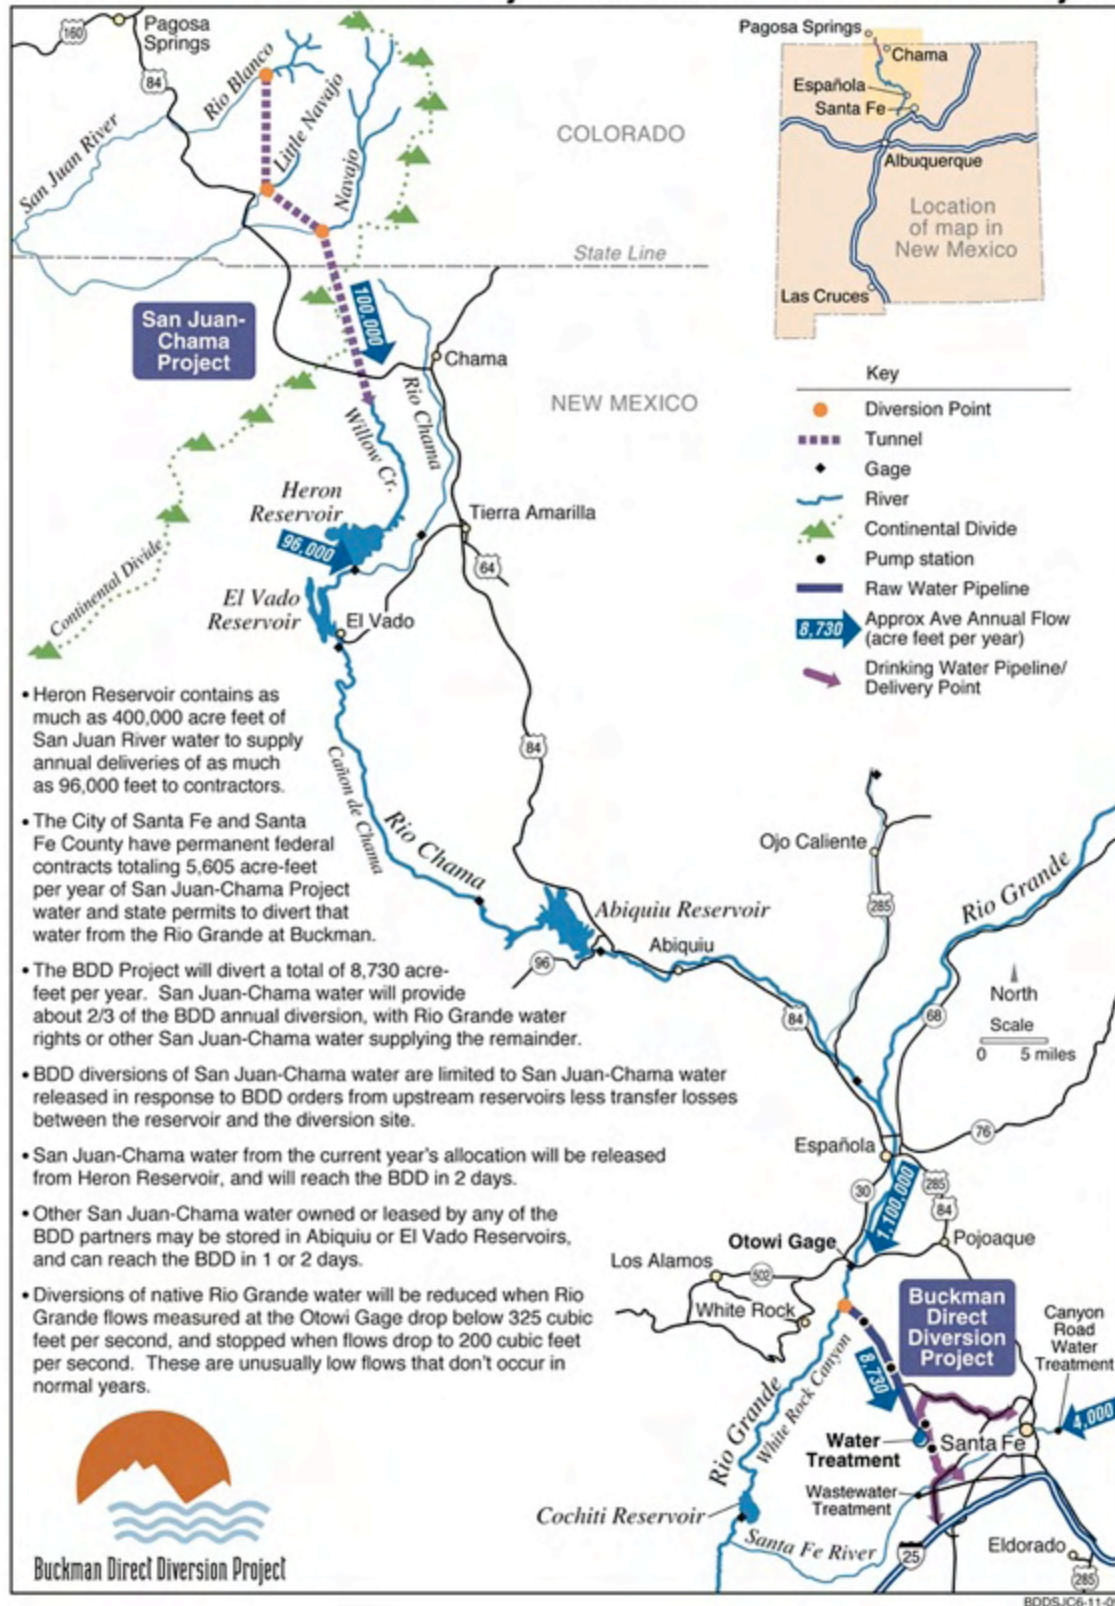 160
Pagosa
Springs
84
Rio Blanco
Little Navajo
Navajo
San Juan River
COLORADO
State Line
Pagosa Springs
Chama
Española
Santa Fe
Albuquerque
Location
of map in
New Mexico
Las Cruces
San Juan-
Chama
Project
100,000
Chama
Rio Chama
NEW MEXICO
Willow Cr.
Heron
Reservoir
96,000
Tierra Amarilla
64
El Vado
Reservoir
El Vado
Continental Divide
Key
Diversion Point
Tunnel
Gage
River
Continental Divide
Pump station
Raw Water Pipeline
8,730
Approx Ave Annual Flow
(acre feet per year)
Drinking Water Pipeline/
Delivery Point
• Heron Reservoir contains as
much as 400,000 acre feet of
San Juan River water to supply
annual deliveries of as much
as 96,000 feet to contractors.
• The City of Santa Fe and Santa
Fe County have permanent federal
contracts totaling 5,605 acre-feet
per year of San Juan-Chama Project
water and state permits to divert that
water from the Rio Grande at Buckman.
• The BDD Project will divert a total of 8,730 acre-
feet per year. San Juan-Chama water will provide
about 2/3 of the BDD annual diversion, with Rio Grande water
rights or other San Juan-Chama water supplying the remainder.
• BDD diversions of San Juan-Chama water are limited to San Juan-Chama water
released in response to BDD orders from upstream reservoirs less transfer losses
between the reservoir and the diversion site.
• San Juan-Chama water from the current year's allocation will be released
from Heron Reservoir, and will reach the BDD in 2 days.
• Other San Juan-Chama water owned or leased by any of the
BDD partners may be stored in Abiquiu or El Vado Reservoirs,
and can reach the BDD in 1 or 2 days.
• Diversions of native Rio Grande water will be reduced when Rio
Grande flows measured at the Otowi Gage drop below 325 cubic
feet per second, and stopped when flows drop to 200 cubic feet
per second. These are unusually low flows that don't occur in
normal years.
84
Cañon de Chama
Rio Chama
Abiquiu Reservoir
96
Abiquiu
84
Ojo Caliente
285
Rio Grande
68
North
Scale
0 5 miles
76
Española
30
285
84
1,100,000
Otowi Gage
Pojoaque
Los Alamos
502
White Rock
Buckman
Direct
Diversion
Project
Canyon
Road
Water
Treatment
8,730
4,000
Rio Grande
White Rock Canyon
Water
Treatment
Santa Fe
Wastewater
Treatment
Cochiti Reservoir
Santa Fe River
25
Eldorado
285
Buckman Direct Diversion Project